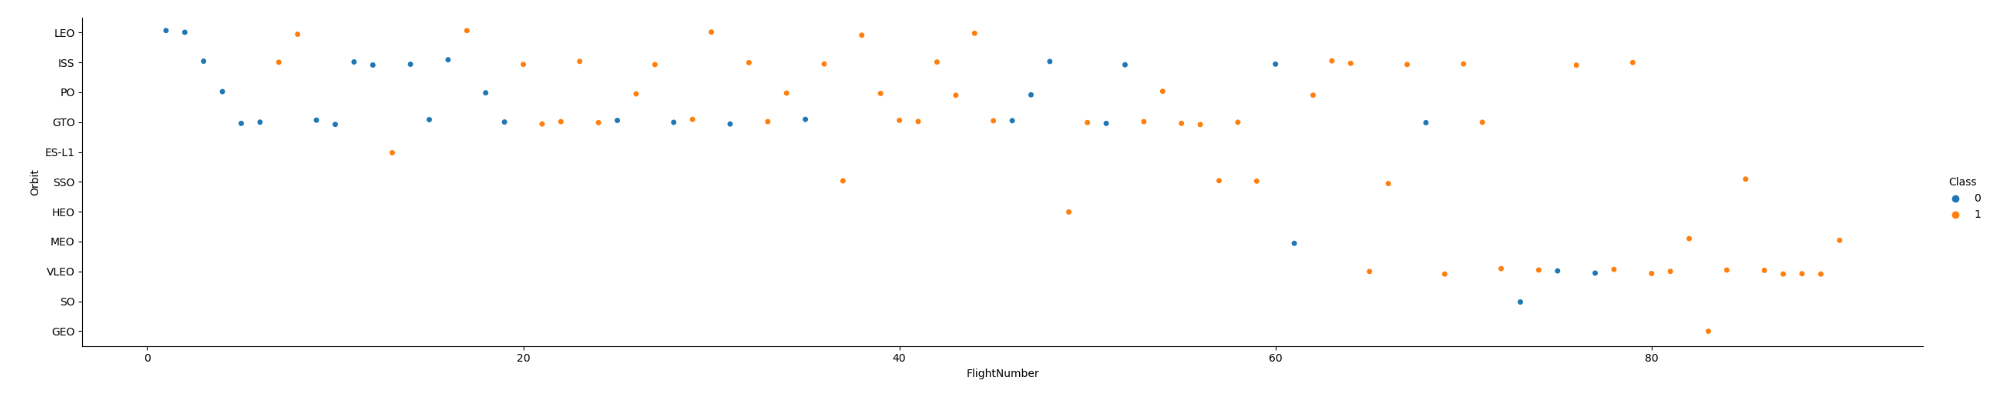 LEO
ISS
PO
GTO
ES-L1
SSO
HEO
MEO
VLEO
SO
GEO
Orbit
0 20 40 60 80
FlightNumber
Class
0
1